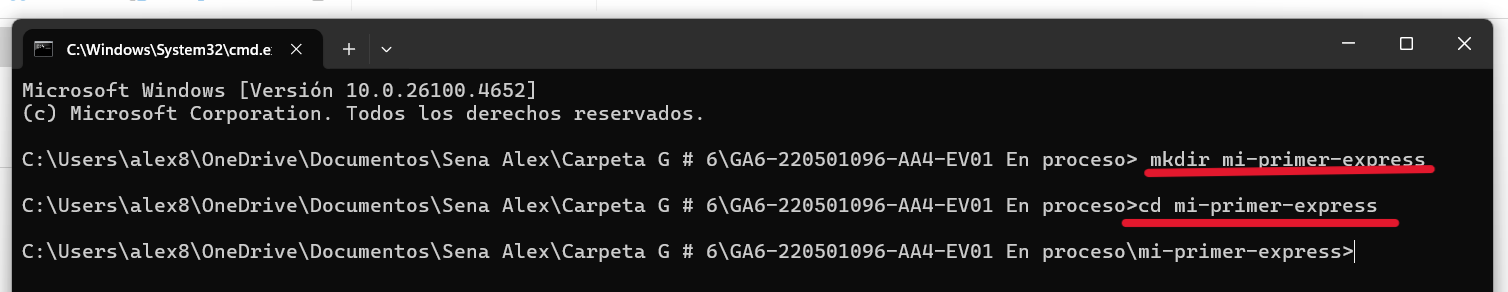 C:\Windows\System32\cmd.e
Microsoft Windows [Versión 10.0.26100.4652]
(c) Microsoft Corporation. Todos los derechos reservados.
C:\Users\alex8\OneDrive\Documentos\Sena Alex\Carpeta G # 6\GA6-220501096-AA4-EV01 En proceso> mkdir mi-primer-express
C:\Users\alex8\OneDrive\Documentos\Sena Alex\Carpeta G # 6\GA6-220501096-AA4-EV01 En proceso>cd mi-primer-express
C:\Users\alex8\OneDrive\Documentos\Sena Alex\Carpeta G # 6\GA6-220501096-AA4-EV01 En proceso\mi-primer-express>